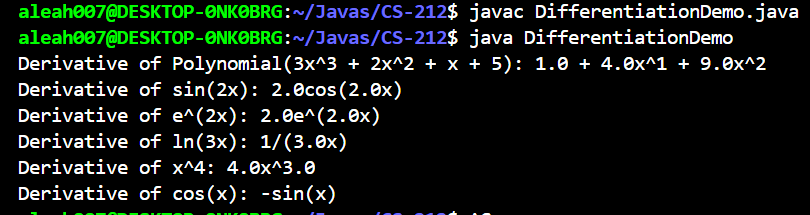 aleah007@DESKTOP-0NK0BRG:~/Javas/CS-212$ javac DifferentiationDemo.java
aleah007@DESKTOP-0NK0BRG:~/Javas/CS-212$ java DifferentiationDemo
Derivative of Polynomial(3x^3 + 2x^2 + x + 5): 1.0 + 4.0x^1 + 9.0x^2
Derivative of sin(2x): 2.0cos(2.0x)
Derivative of e^(2x): 2.0e^(2.0x)
Derivative of ln(3x): 1/(3.0x)
Derivative of x^4: 4.0x^3.0
Derivative of cos(x): -sin(x)